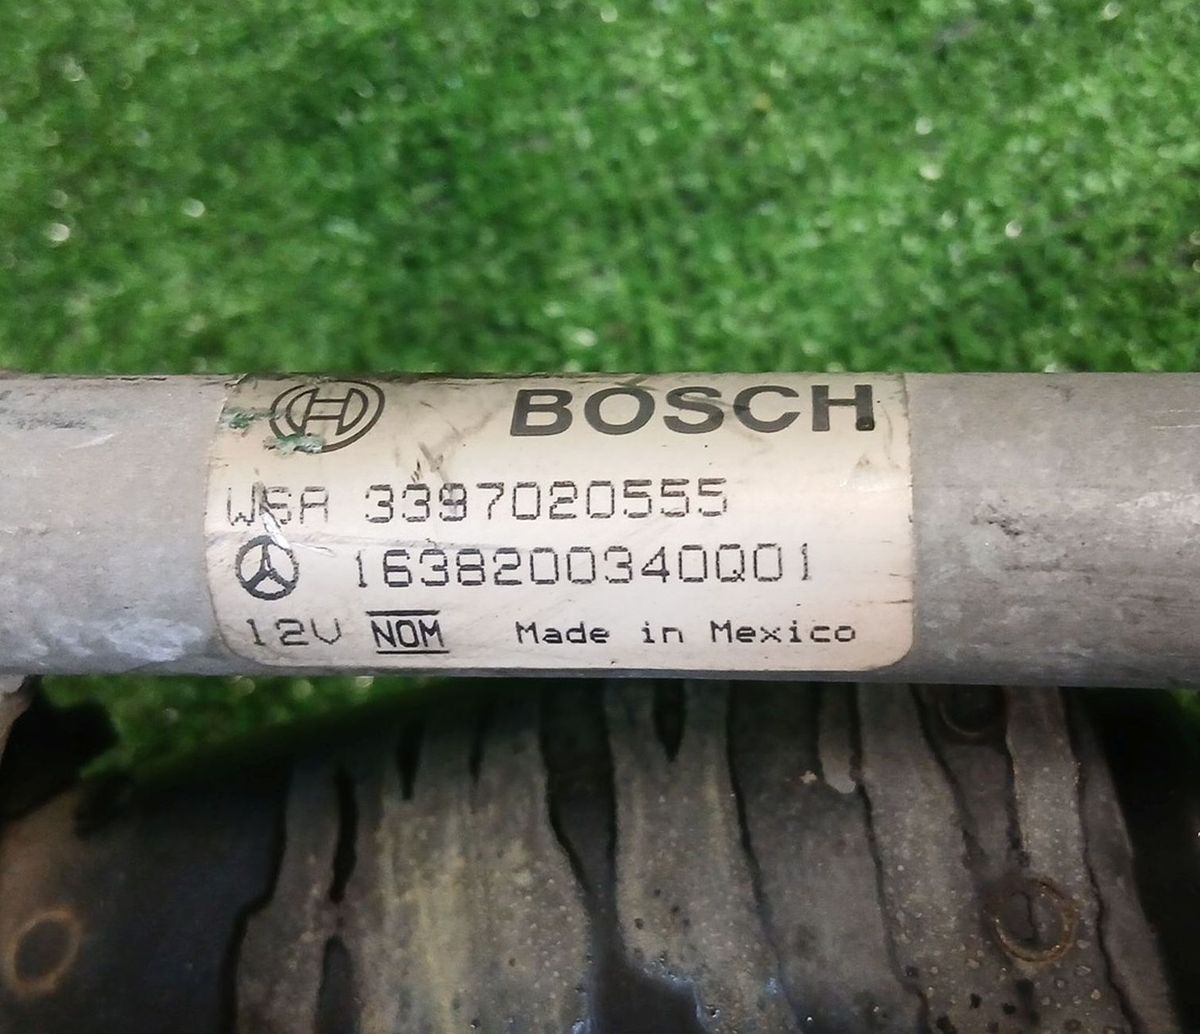 BOSCH
WSA 3397020555
1638200340Q01
12V NOM Made in Mexico